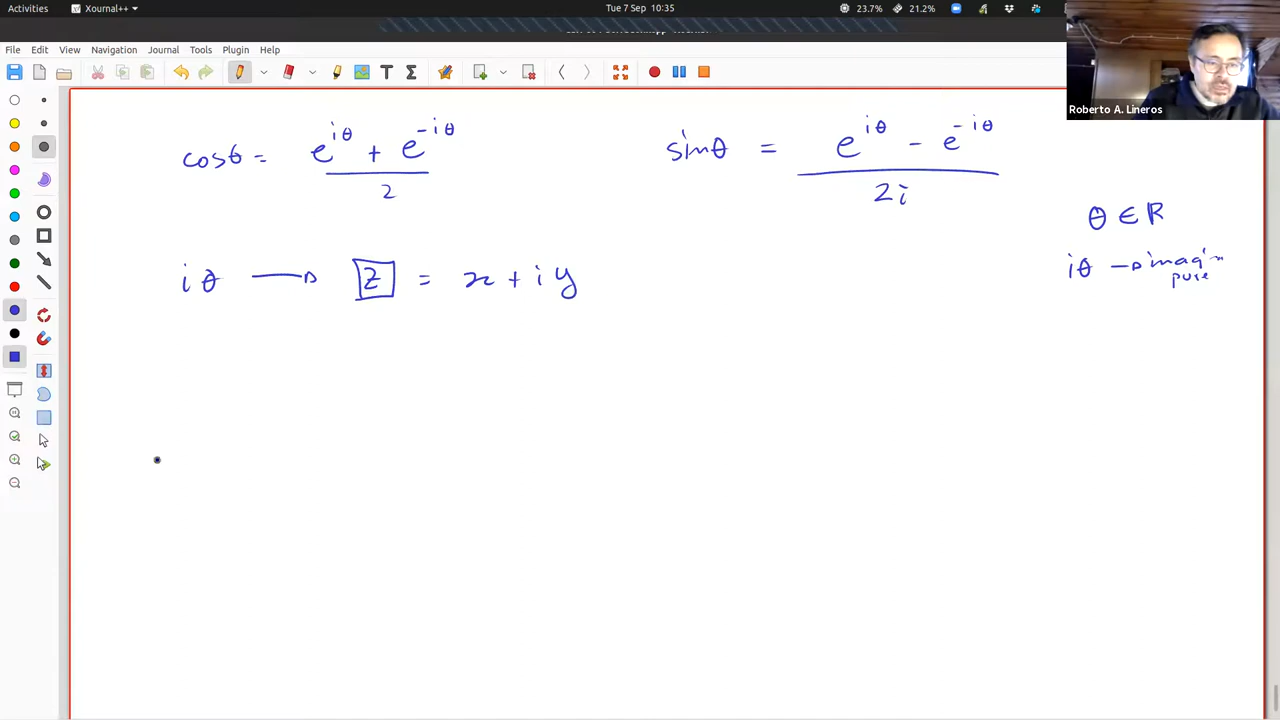 Activities
Xournal++
Tue 7 Sep 10:35
23.7%
21.2%
File Edit View Navigation Journal Tools Plugin Help
Roberto A. Lineros
cosθ = (e^{iθ} + e^{-iθ})/2
sinθ = (e^{iθ} - e^{-iθ})/2i
θ ∈ ℝ
iθ → z = x + iy
iθ →
pure